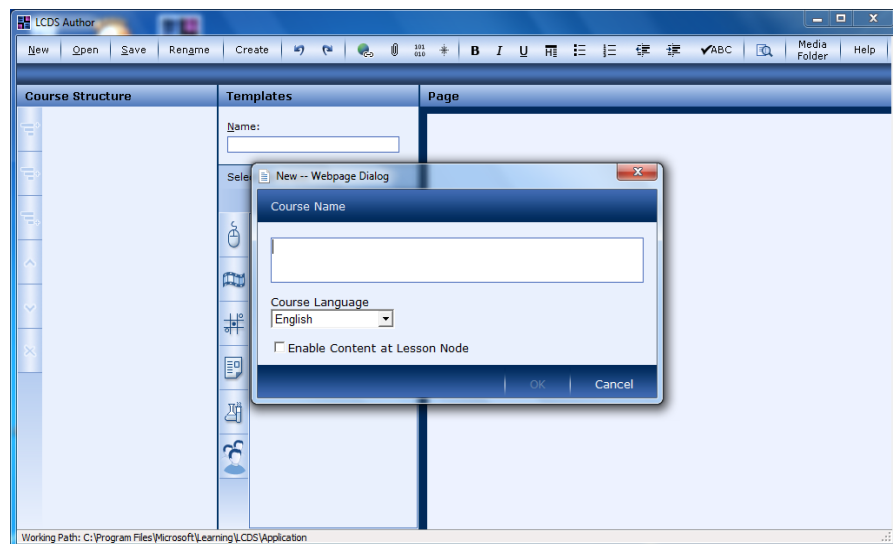 LCDS Author
New Open Save Rename Create 101 010 B I U H ABC Media Folder Help
Course Structure Templates Page
Name:
Sele
New -- Webpage Dialog
Course Name
Course Language
English
Enable Content at Lesson Node
OK Cancel
Working Path: C:\Program Files\Microsoft\Learning\LCDS\Application